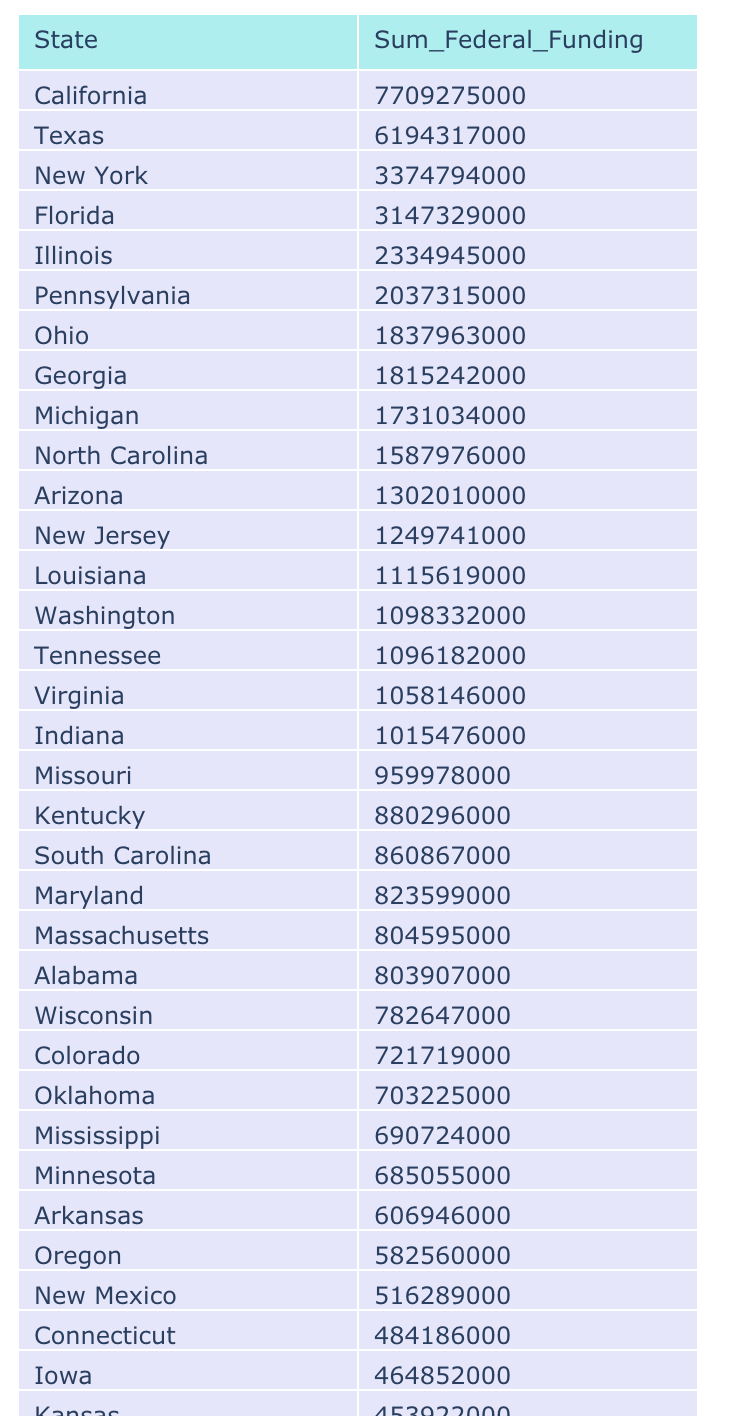 State Sum_Federal_Funding
California 7709275000
Texas 6194317000
New York 3374794000
Florida 3147329000
Illinois 2334945000
Pennsylvania 2037315000
Ohio 1837963000
Georgia 1815242000
Michigan 1731034000
North Carolina 1587976000
Arizona 1302010000
New Jersey 1249741000
Louisiana 1115619000
Washington 1098332000
Tennessee 1096182000
Virginia 1058146000
Indiana 1015476000
Missouri 959978000
Kentucky 880296000
South Carolina 860867000
Maryland 823599000
Massachusetts 804595000
Alabama 803907000
Wisconsin 782647000
Colorado 721719000
Oklahoma 703225000
Mississippi 690724000
Minnesota 685055000
Arkansas 606946000
Oregon 582560000
New Mexico 516289000
Connecticut 484186000
Iowa 464852000
Kansas 453922000